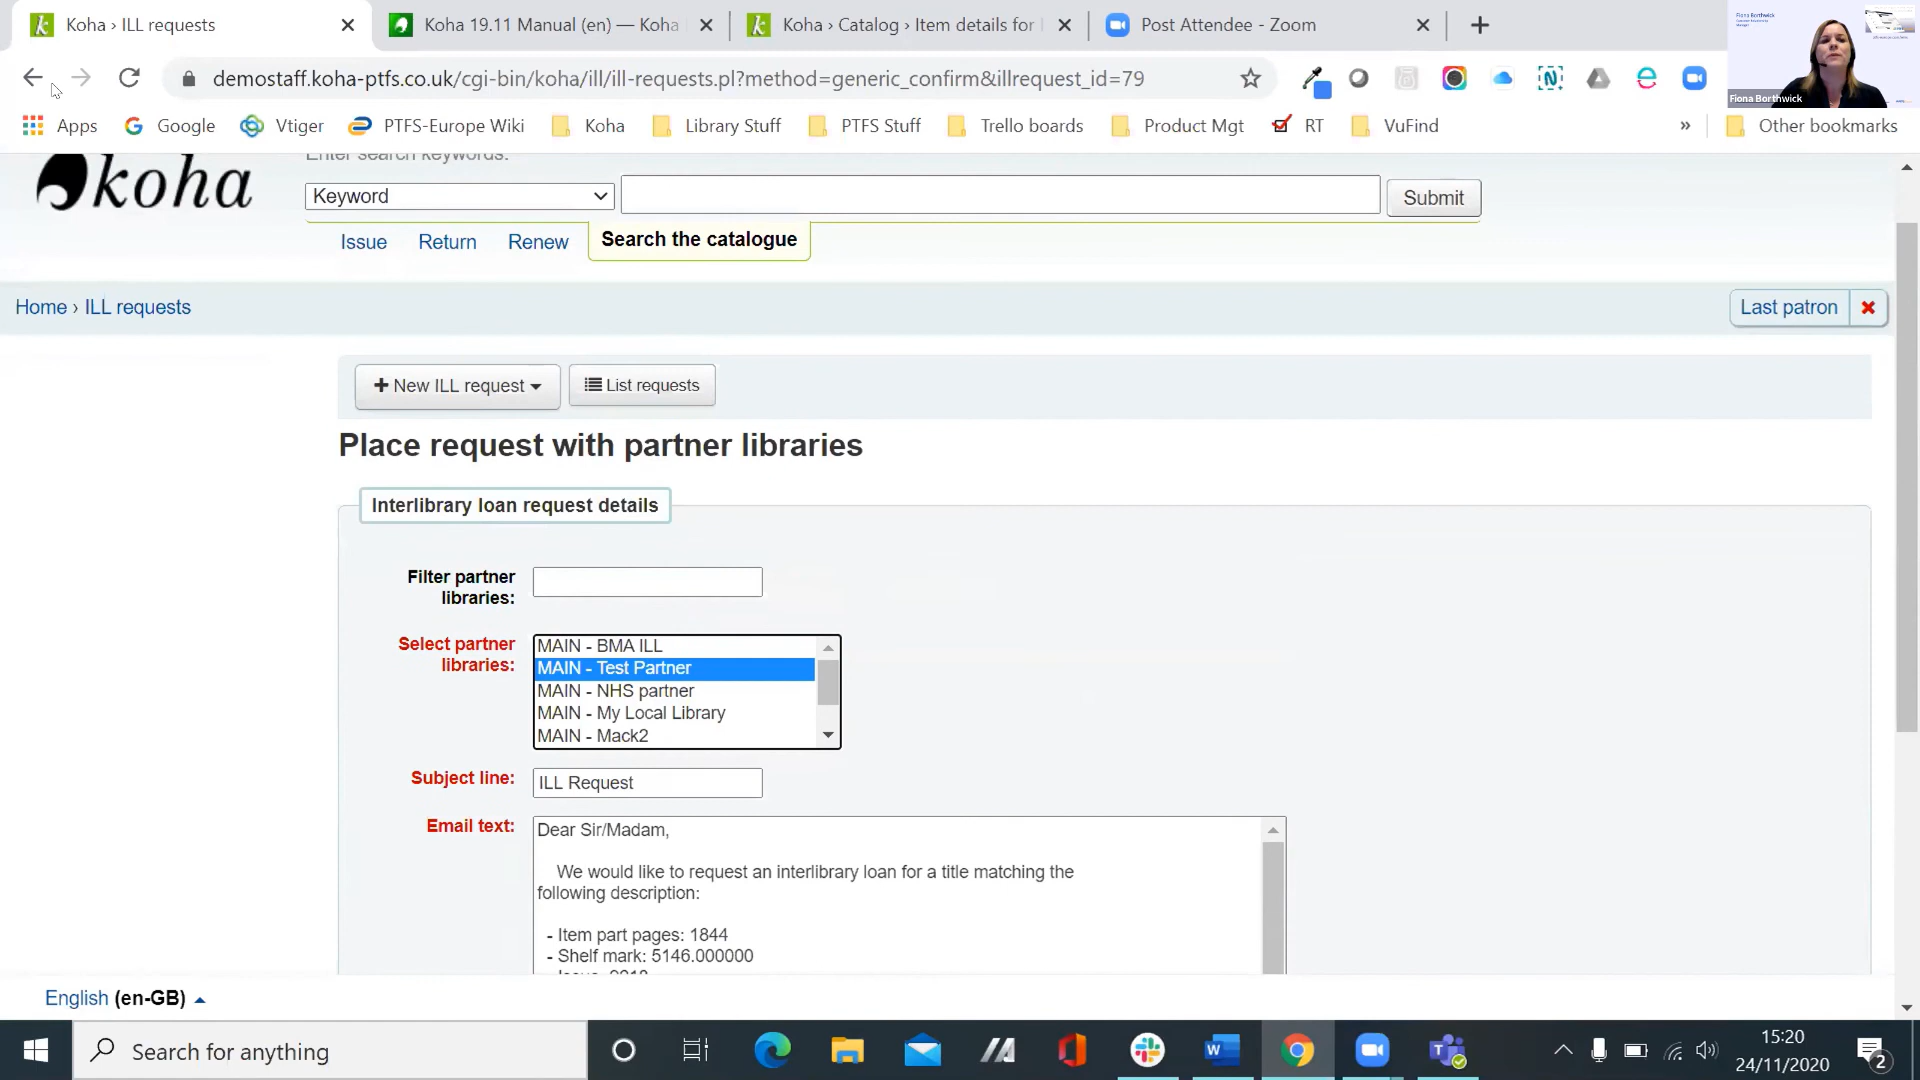 Koha › ILL requests
Koha 19.11 Manual (en) — Koha
Koha › Catalog › Item details for
Post Attendee - Zoom
demostaff.koha-ptfs.co.uk/cgi-bin/koha/ill/ill-requests.pl?method=generic_confirm&illrequest_id=79
Fiona Borthwick
Apps
Google
Vtiger
PTFS-Europe Wiki
Koha
Library Stuff
PTFS Stuff
Trello boards
Product Mgt
RT
VuFind
»
Other bookmarks
koha
Enter search keywords:
Keyword
Submit
Issue
Return
Renew
Search the catalogue
Home › ILL requests
Last patron
New ILL request
List requests
Place request with partner libraries
Interlibrary loan request details
Filter partner
libraries:
Select partner
libraries:
MAIN - BMA ILL
MAIN - Test Partner
MAIN - NHS partner
MAIN - My Local Library
MAIN - Mack2
Subject line:
ILL Request
Email text:
Dear Sir/Madam,
We would like to request an interlibrary loan for a title matching the
following description:
- Item part pages: 1844
- Shelf mark: 5146.000000
English (en-GB)
Search for anything
15:20
24/11/2020
2